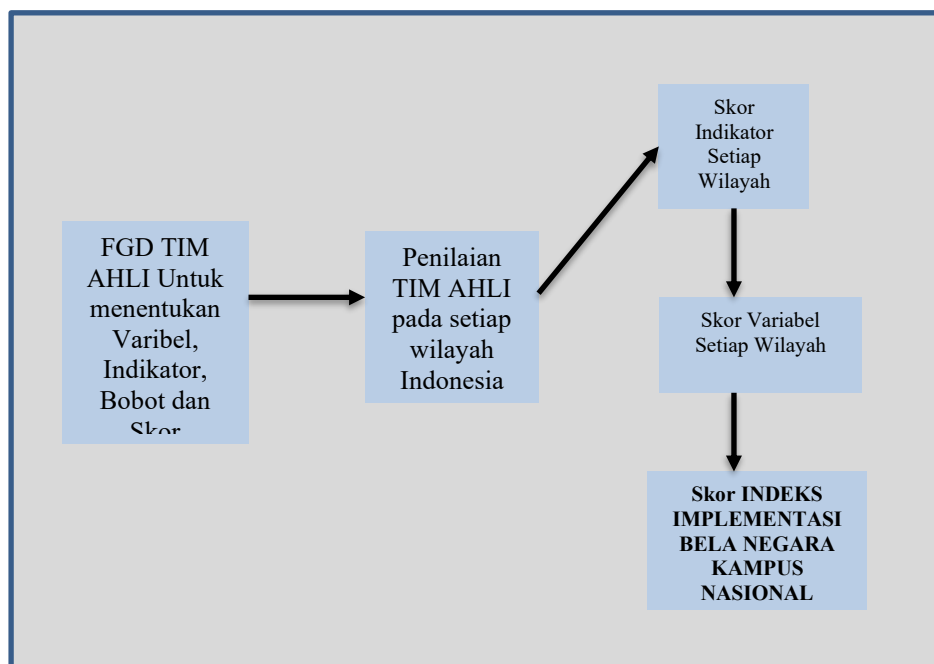 FGD TIM
AHLI Untuk
menentukan
Varibel,
Indikator,
Bobot dan
Skor
Penilaian
TIM AHLI
pada setiap
wilayah
Indonesia
Skor
Indikator
Setiap
Wilayah
Skor Variabel
Setiap Wilayah
Skor INDEKS
IMPLEMENTASI
BELA NEGARA
KAMPUS
NASIONAL